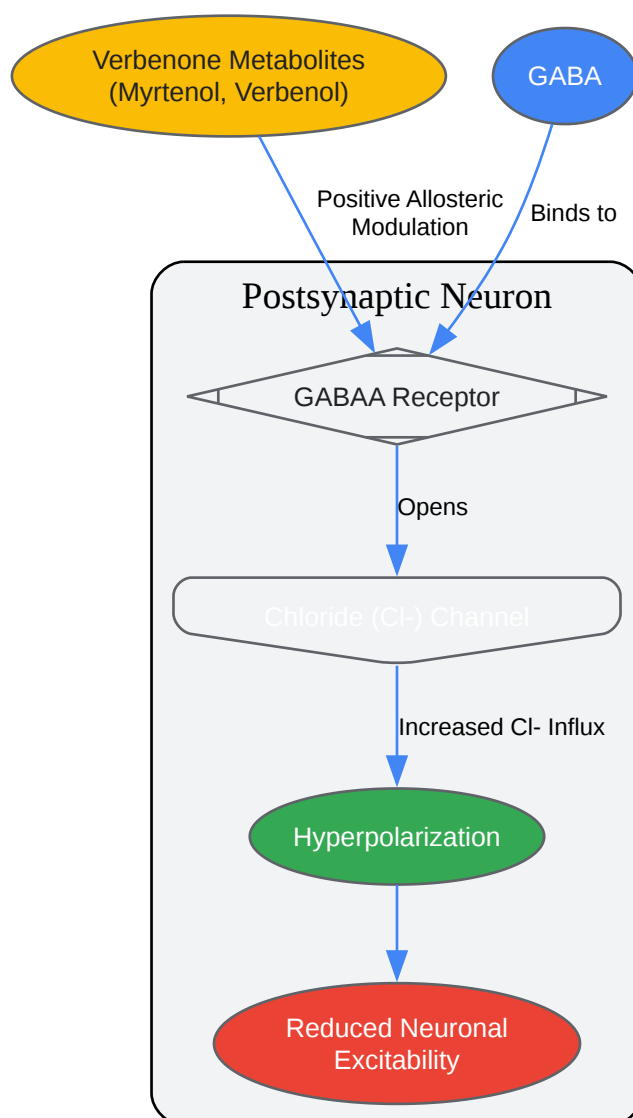 Verbenone Metabolites
(Myrtenol, Verbenol)
GABA
Positive Allosteric
Modulation
Binds to
Postsynaptic Neuron
GABAA Receptor
Opens
Chloride (Cl-) Channel
Increased Cl- Influx
Hyperpolarization
Reduced Neuronal
Excitability